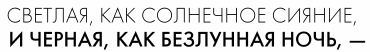 СВЕТЛАЯ, КАК СОЛНЕЧНОЕ СИЯНИЕ,
И ЧЕРНАЯ, КАК БЕЗЛУННАЯ НОЧЬ, —